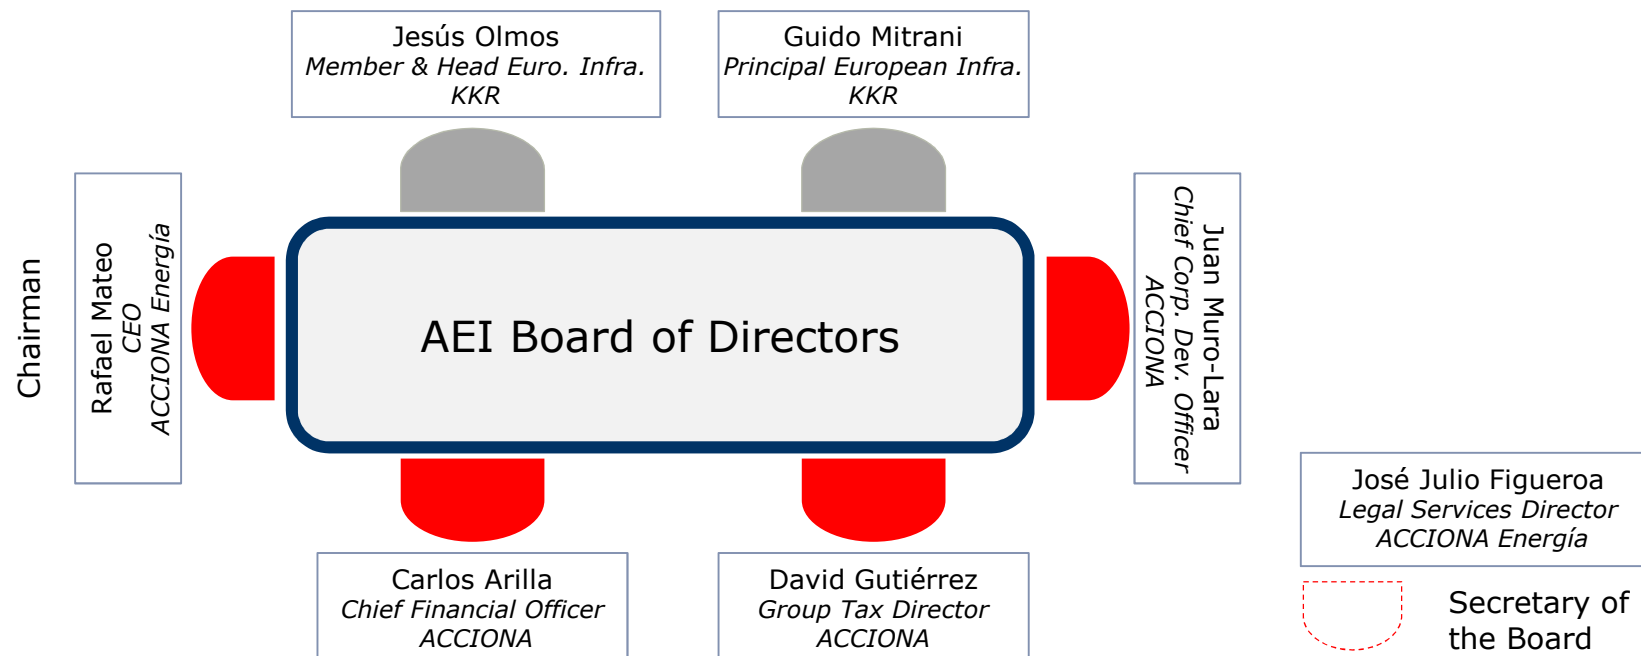 Jesús Olmos
Member & Head Euro. Infra.
KKR
Guido Mitrani
Principal European Infra.
KKR
Chairman
Rafael Mateo
CEO
ACCIONA Energía
AEI Board of Directors
Juan Muro-Lara
Chief Corp. Dev. Officer
ACCIONA
Carlos Arilla
Chief Financial Officer
ACCIONA
David Gutiérrez
Group Tax Director
ACCIONA
José Julio Figueroa
Legal Services Director
ACCIONA Energía
Secretary of
the Board